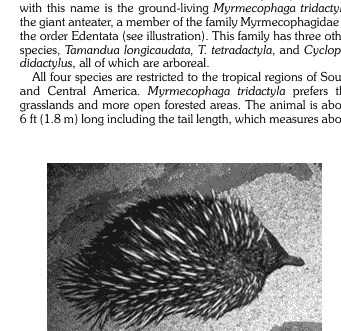 with this name is the ground-living Myrmecophaga tridacty
the giant anteater, a member of the family Myrmecophagidae
the order Edentata (see illustration). This family has three oth
species, Tamandua longicaudata, T. tetradactyla, and Cyclop
didactylus, all of which are arboreal.
All four species are restricted to the tropical regions of Sou
and Central America. Myrmecophaga tridactyla prefers t
grasslands and more open forested areas. The animal is abo
6 ft (1.8 m) long including the tail length, which measures abo